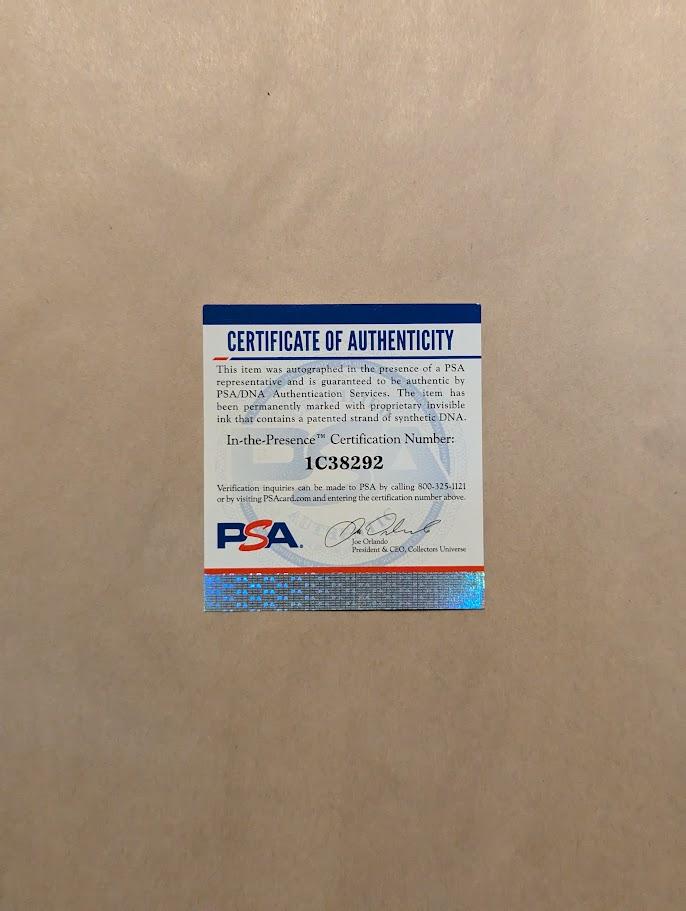 CERTIFICATE OF AUTHENTICITY
This item was autographed in the presence of a PSA
representative and is guaranteed to be authentic by
PSA/DNA Authentication Services. The item has
been permanently marked with proprietary invisible
ink that contains a patented strand of synthetic DNA.
In-the-Presence™ Certification Number:
1C38292
Verification inquiries can be made to PSA by calling 800-325-1121
or by visiting PSAcard.com and entering the certification number above.
PSA®
Joe Orlando
Joe Orlando
President & CEO, Collectors Universe